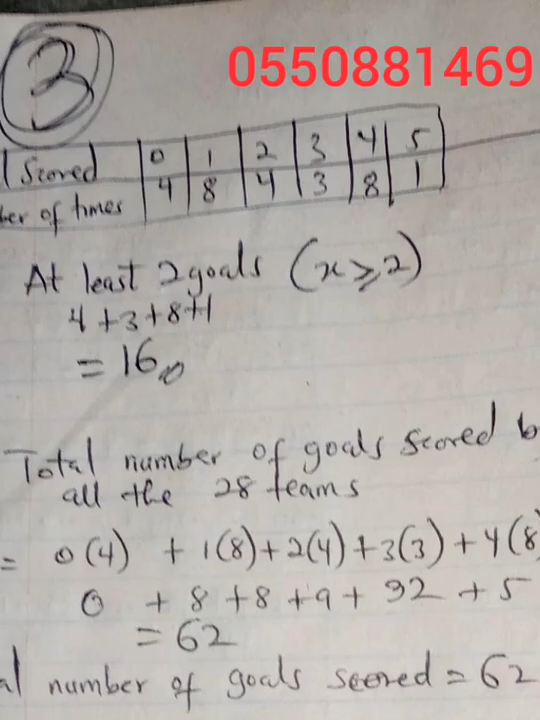 3
0550881469
Scored 0 1 2 3 4 5
of times 4 8 4 3 8 1
At least 2 goals (x ≥ 2)
4 + 3 + 8 + 1
= 16
Total number of goals scored
all the 28 teams
= 0(4) + 1(8) + 2(4) + 3(3) + 4(8
0 + 8 + 8 + 9 + 32 + 5
= 62
number of goals scored = 62